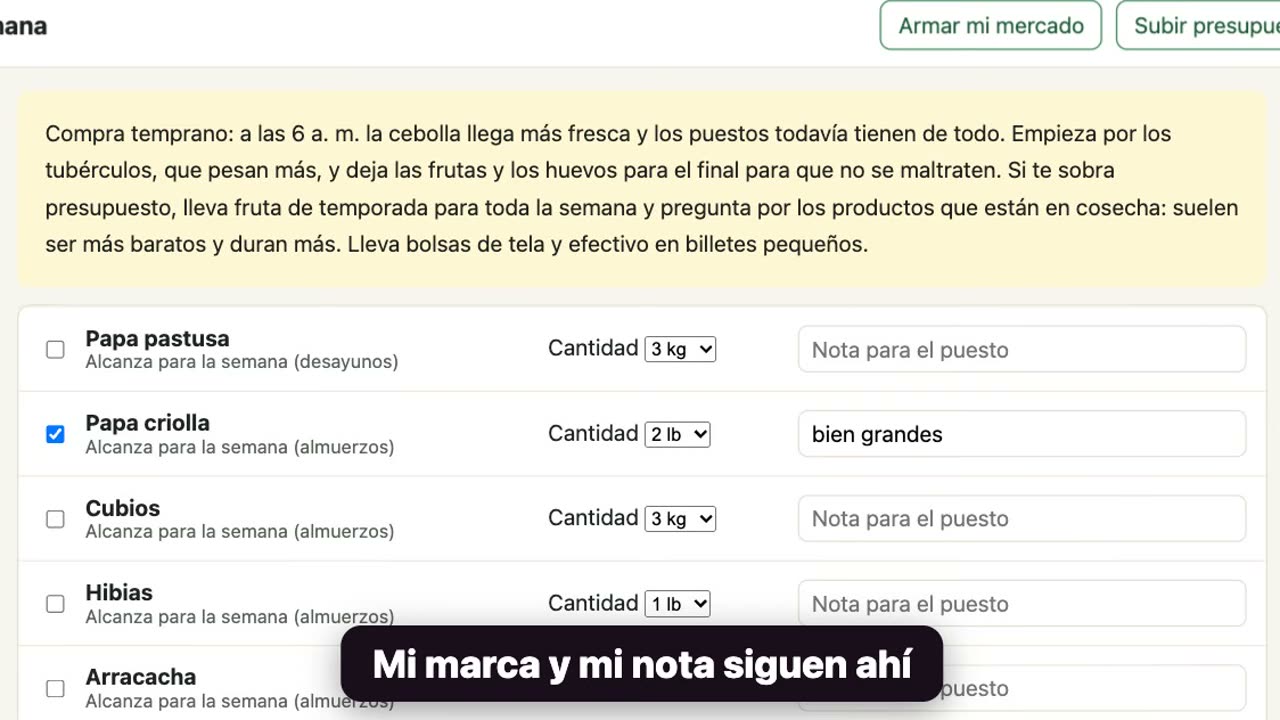 Armar mi mercado
Compra temprano: a las 6 a. m. la cebolla llega más fresca y los puestos todavía tienen de todo. Empieza por los
tubérculos, que pesan más, y deja las frutas y los huevos para el final para que no se maltraten. Si te sobra
presupuesto, lleva fruta de temporada para toda la semana y pregunta por los productos que están en cosecha: suelen
ser más baratos y duran más. Lleva bolsas de tela y efectivo en billetes pequeños.
Papa pastusa
Alcanza para la semana (desayunos)
Cantidad 3 kg
Nota para el puesto
Papa criolla
Alcanza para la semana (almuerzos)
Cantidad 2 lb
bien grandes
Cubios
Alcanza para la semana (almuerzos)
Cantidad 3 kg
Nota para el puesto
Hibias
Alcanza para la semana (almuerzos)
Cantidad 1 lb
Nota para el puesto
Arracacha
Alcanza para la semana (almuerzos)
puesto
Mi marca y mi nota siguen ahí